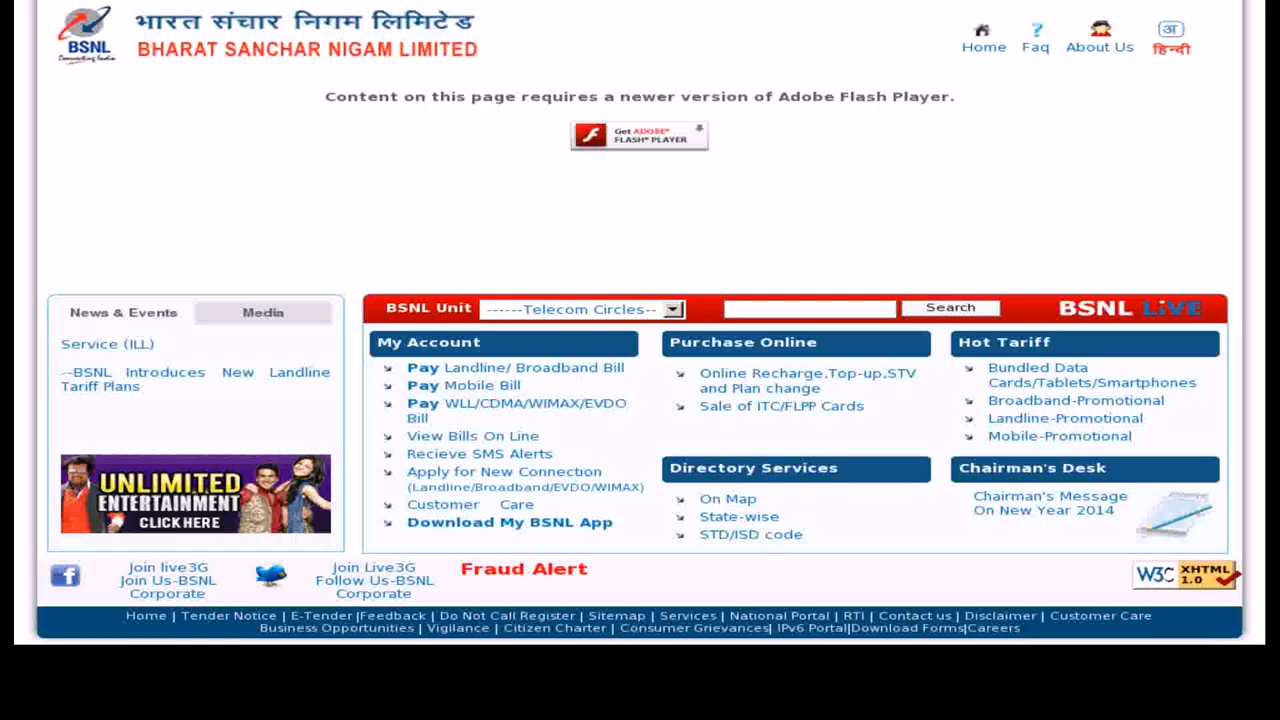 भारत संचार निगम लिमिटेड
BHARAT SANCHAR NIGAM LIMITED
BSNL
Connecting India
Home Faq About Us हिन्दी
अ
Content on this page requires a newer version of Adobe Flash Player.
Get ADOBE®
FLASH® PLAYER
News & Events Media
Service (ILL)
--BSNL Introduces New Landline
Tariff Plans
UNLIMITED
ENTERTAINMENT
CLICK HERE
BSNL Unit ------Telecom Circles-- Search BSNL LiVE
My Account
Pay Landline/ Broadband Bill
Pay Mobile Bill
Pay WLL/CDMA/WIMAX/EVDO
Bill
View Bills On Line
Recieve SMS Alerts
Apply for New Connection
(Landline/Broadband/EVDO/WIMAX)
Customer Care
Download My BSNL App
Purchase Online
Online Recharge,Top-up,STV
and Plan change
Sale of ITC/FLPP Cards
Directory Services
On Map
State-wise
STD/ISD code
Hot Tariff
Bundled Data
Cards/Tablets/Smartphones
Broadband-Promotional
Landline-Promotional
Mobile-Promotional
Chairman's Desk
Chairman's Message
On New Year 2014
Join live3G
Join Us-BSNL
Corporate
Join Live3G
Follow Us-BSNL
Corporate
Fraud Alert
W3C XHTML
1.0
Home | Tender Notice | E-Tender |Feedback | Do Not Call Register | Sitemap | Services | National Portal | RTI | Contact us | Disclaimer | Customer Care
Business Opportunities | Vigilance | Citizen Charter | Consumer Grievances| IPv6 Portal|Download Forms|Careers